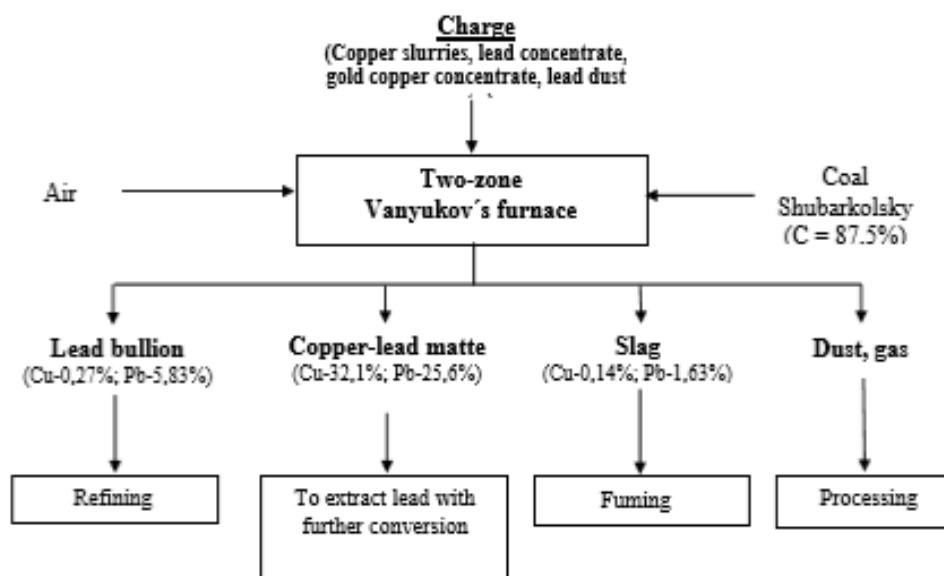 Charge
(Copper slurries, lead concentrate,
gold copper concentrate, lead dust
Two-zone
Vanyukov´s furnace
Air
Coal
Shubarkolsky
(C = 87.5%)
Lead bullion
(Cu-0,27%; Pb-5,83%)
Copper-lead matte
(Cu-32,1%; Pb-25,6%)
Slag
(Cu-0,14%; Pb-1,63%)
Dust, gas
Refining
To extract lead with
further conversion
Fuming
Processing